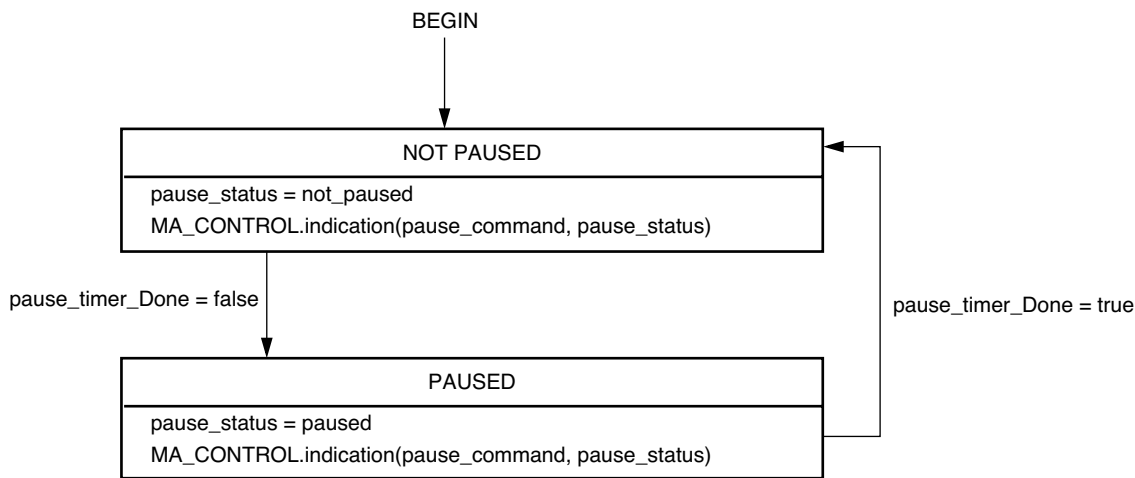 BEGIN
NOT PAUSED
pause_status = not_paused
MA_CONTROL.indication(pause_command, pause_status)
pause_timer_Done = false
pause_timer_Done = true
PAUSED
pause_status = paused
MA_CONTROL.indication(pause_command, pause_status)